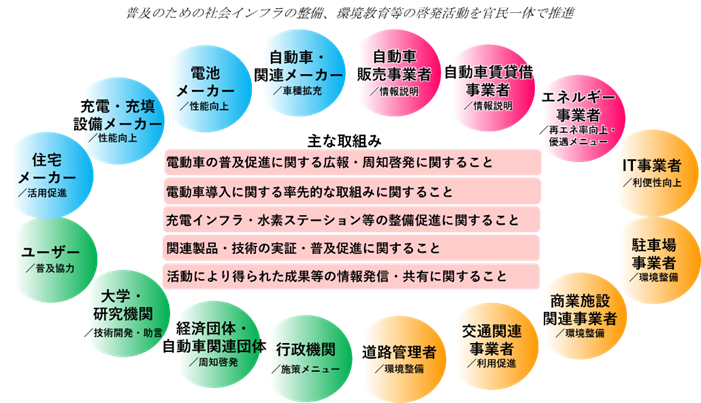 普及のための社会インフラの整備、環境教育等の啓発活動を官民一体で推進
自動車・
関連メーカー
／車種拡充
自動車
販売事業者
／情報説明
自動車賃貸借
事業者
／情報説明
エネルギー
事業者
／再エネ率向上・
優遇メニュー
IT事業者
／利便性向上
駐車場
事業者
／環境整備
商業施設
関連事業者
／環境整備
交通関連
事業者
／利用促進
道路管理者
／環境整備
行政機関
／施策メニュー
経済団体・
自動車関連団体
／周知啓発
大学・
研究機関
／技術開発・助言
ユーザー
／普及協力
住宅
メーカー
／活用促進
充電・充填
設備メーカー
／性能向上
電池
メーカー
／性能向上
主な取組み
電動車の普及促進に関する広報・周知啓発に関すること
電動車導入に関する率先的な取組みに関すること
充電インフラ・水素ステーション等の整備促進に関すること
関連製品・技術の実証・普及促進に関すること
活動により得られた成果等の情報発信・共有に関すること